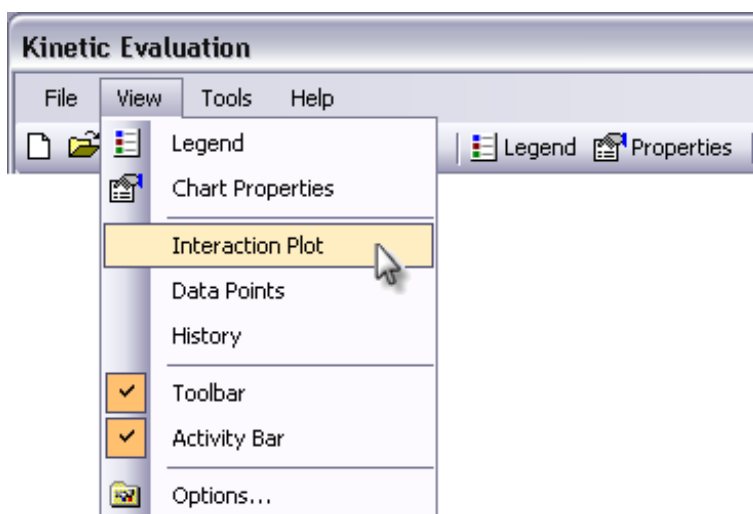 Kinetic Evaluation
File View Tools Help
Legend Properties
Legend
Chart Properties
Interaction Plot
Data Points
History
Toolbar
Activity Bar
Options...